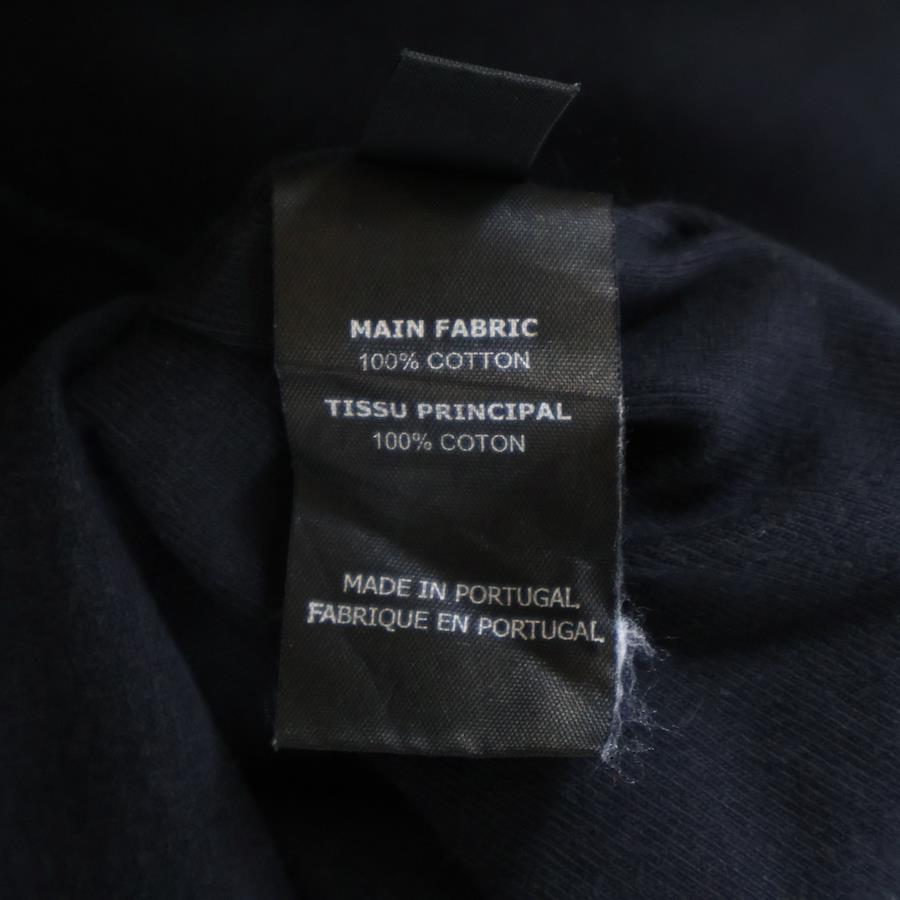 MAIN FABRIC
100% COTTON
TISSU PRINCIPAL
100% COTON
MADE IN PORTUGAL
FABRIQUE EN PORTUGAL